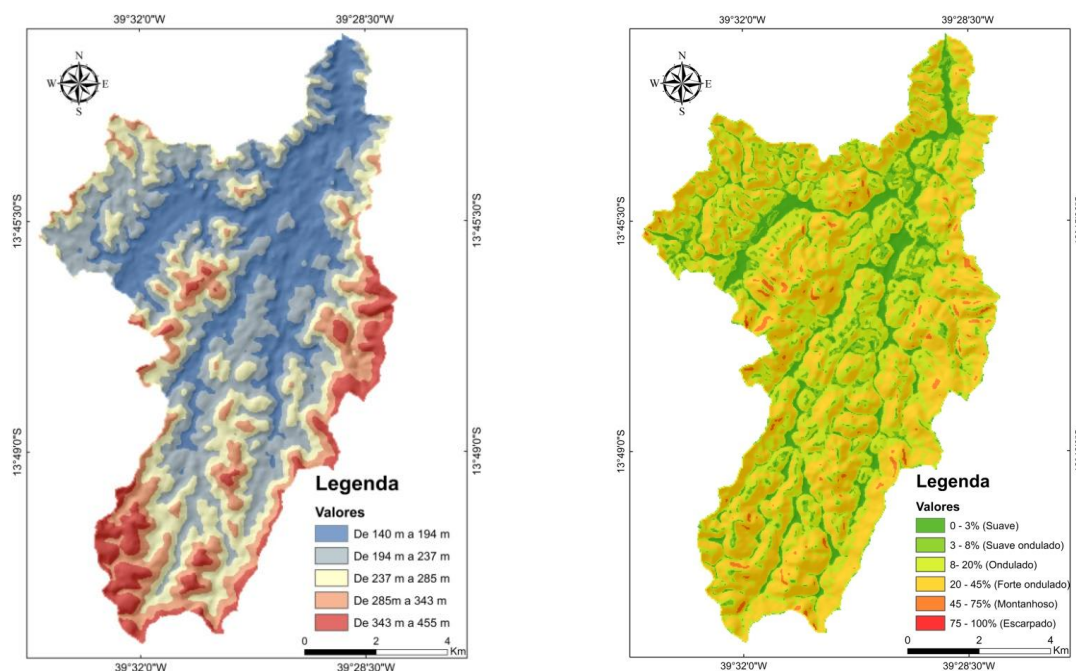 39°32'0"W
39°28'30"W
N
W
E
S
13°45'30"S
13°45'30"S
13°49'0"S
13°49'0"S
Legenda
Valores
De 140 m a 194 m
De 194 m a 237 m
De 237 m a 285 m
De 285m a 343 m
De 343 m a 455 m
0 2 4
Km
39°32'0"W
39°28'30"W
39°32'0"W
39°28'30"W
N
W
E
S
13°45'30"S
13°49'0"S
Legenda
Valores
0 - 3% (Suave)
3 - 8% (Suave ondulado)
8- 20% (Ondulado)
20 - 45% (Forte ondulado)
45 - 75% (Montanhoso)
75 - 100% (Escarpado)
0 2 4
Km
39°32'0"W
39°28'30"W